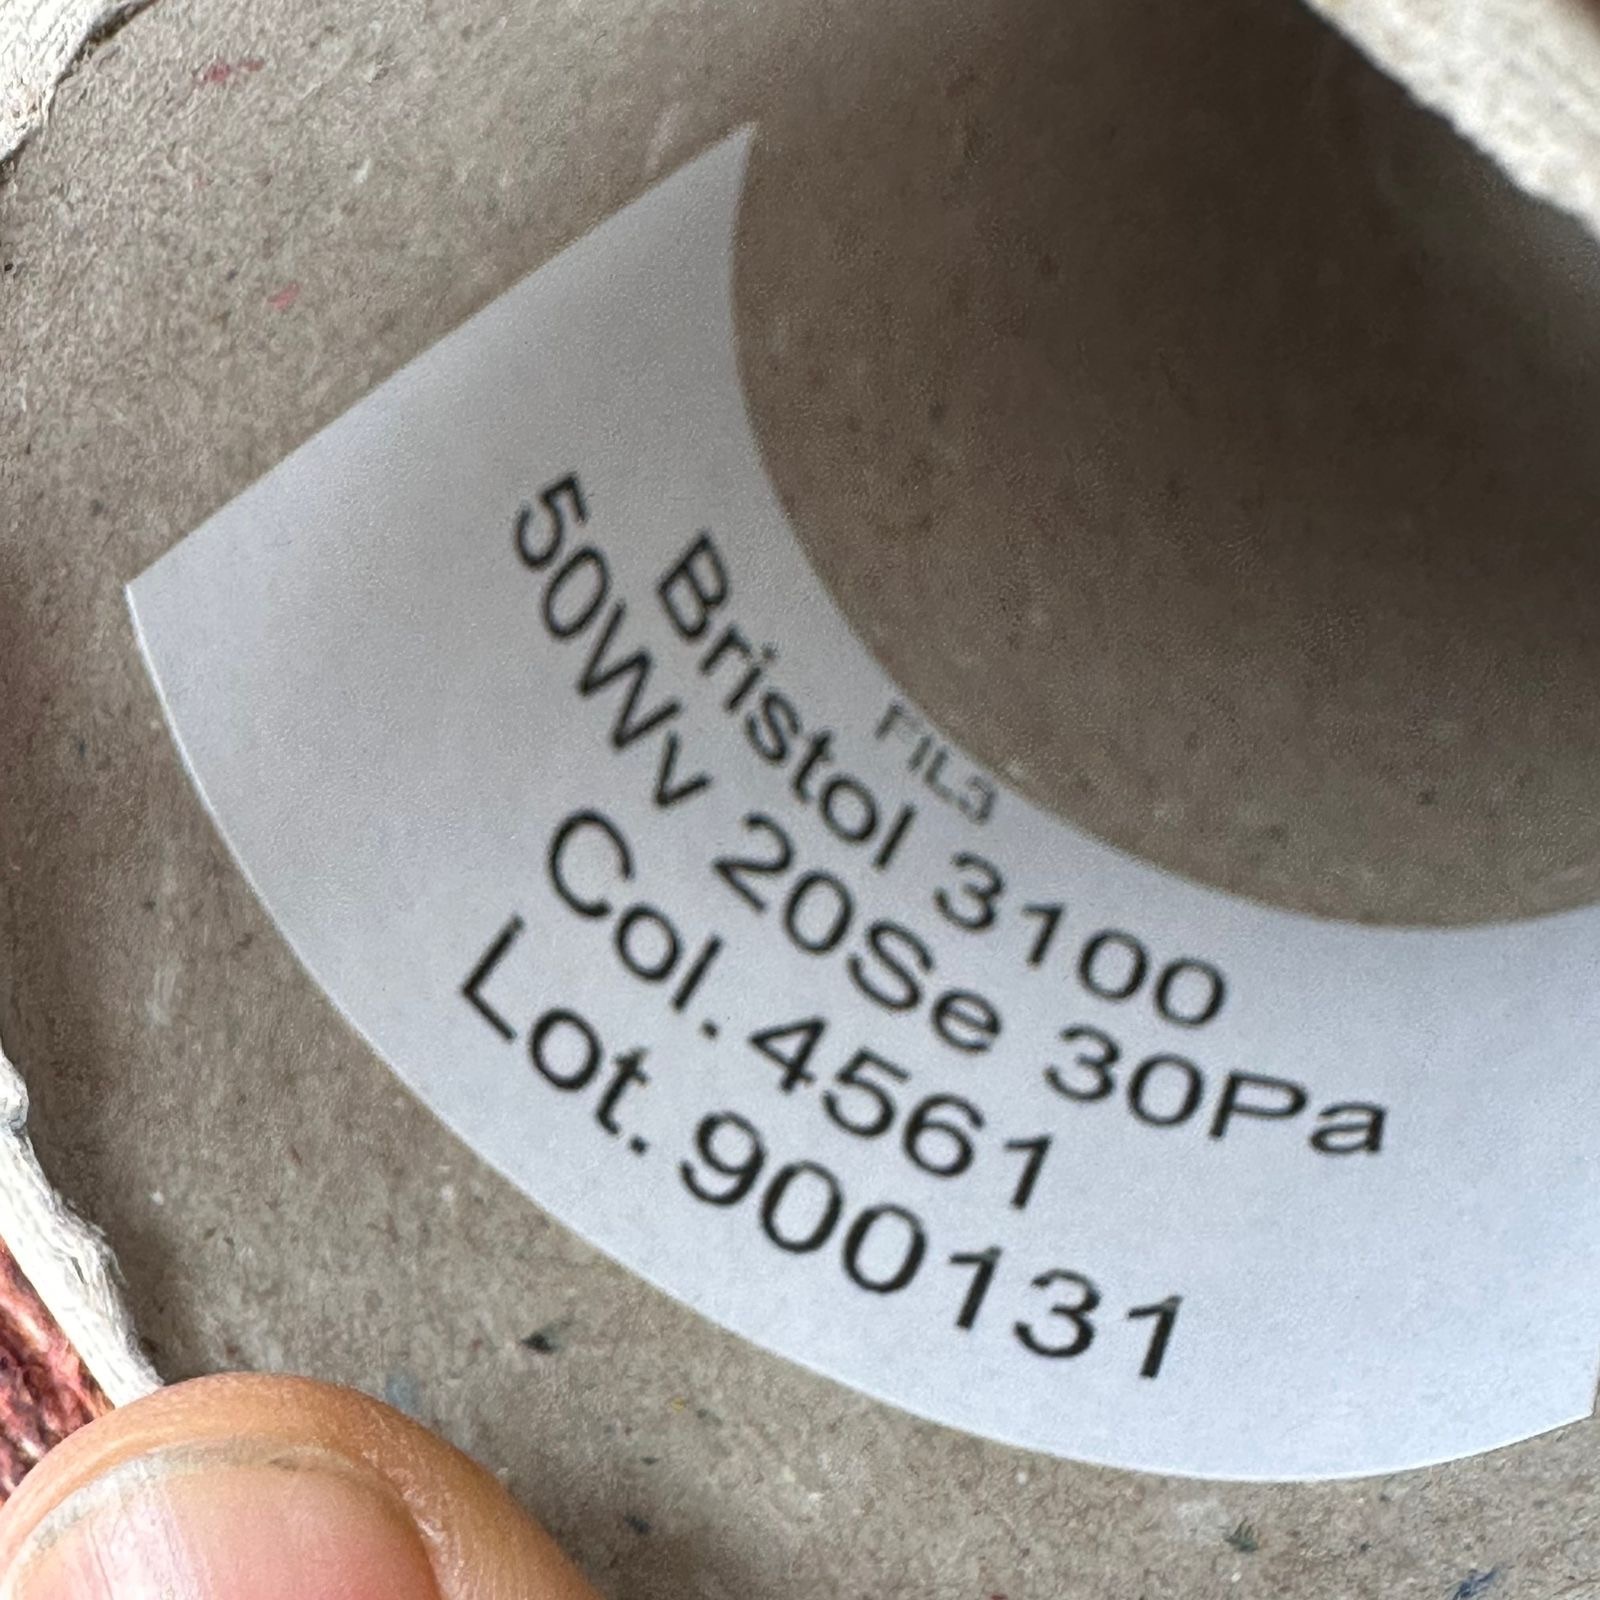 FIL3
Bristol 3100
50Wv 20Se 30Pa
Col. 4561
Lot. 900131